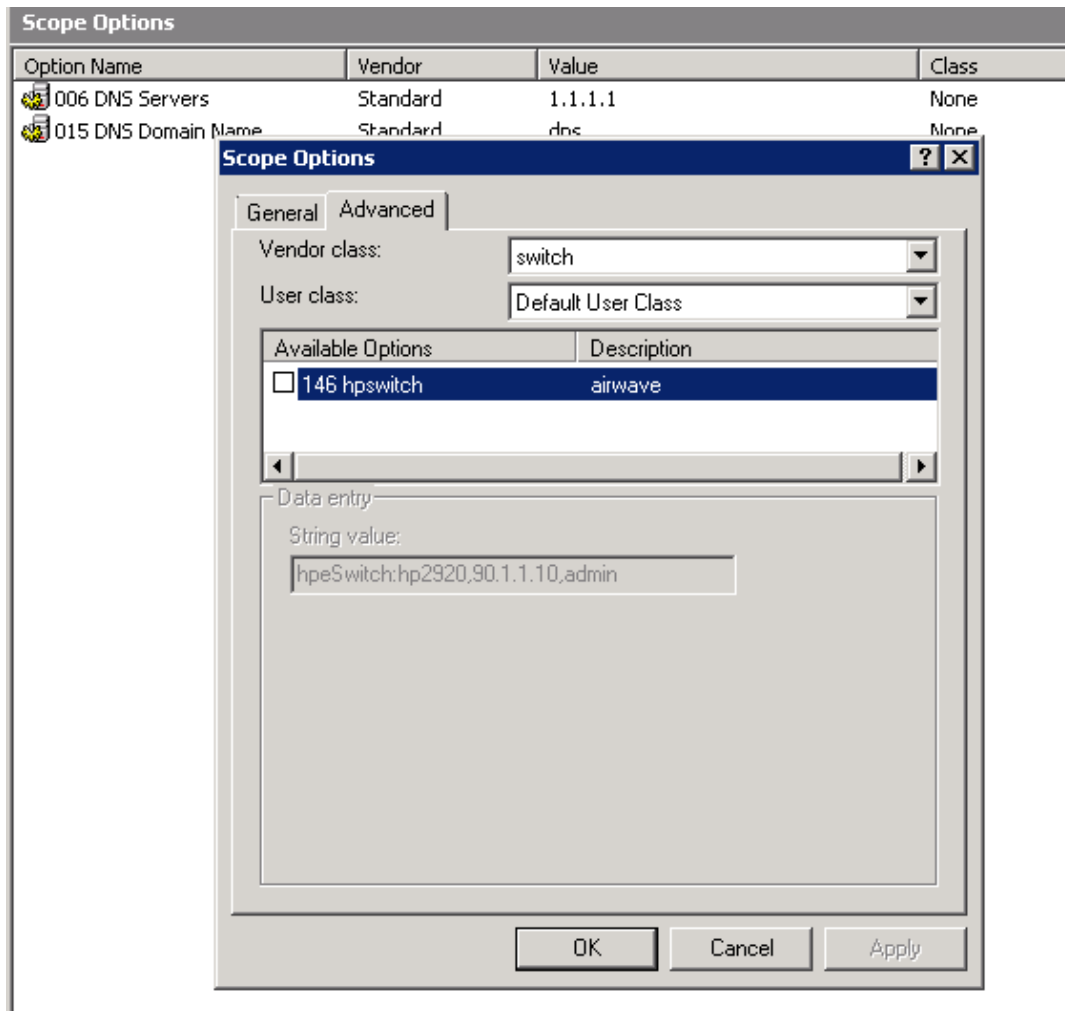 Scope Options
Option Name Vendor Value Class
006 DNS Servers Standard 1.1.1.1 None
015 DNS Domain Name Standard dns None
Scope Options
General Advanced
Vendor class: switch
User class: Default User Class
Available Options Description
146 hpswitch airwave
Data entry
String value:
hpeSwitch:hp2920,90.1.1.10,admin
OK Cancel Apply